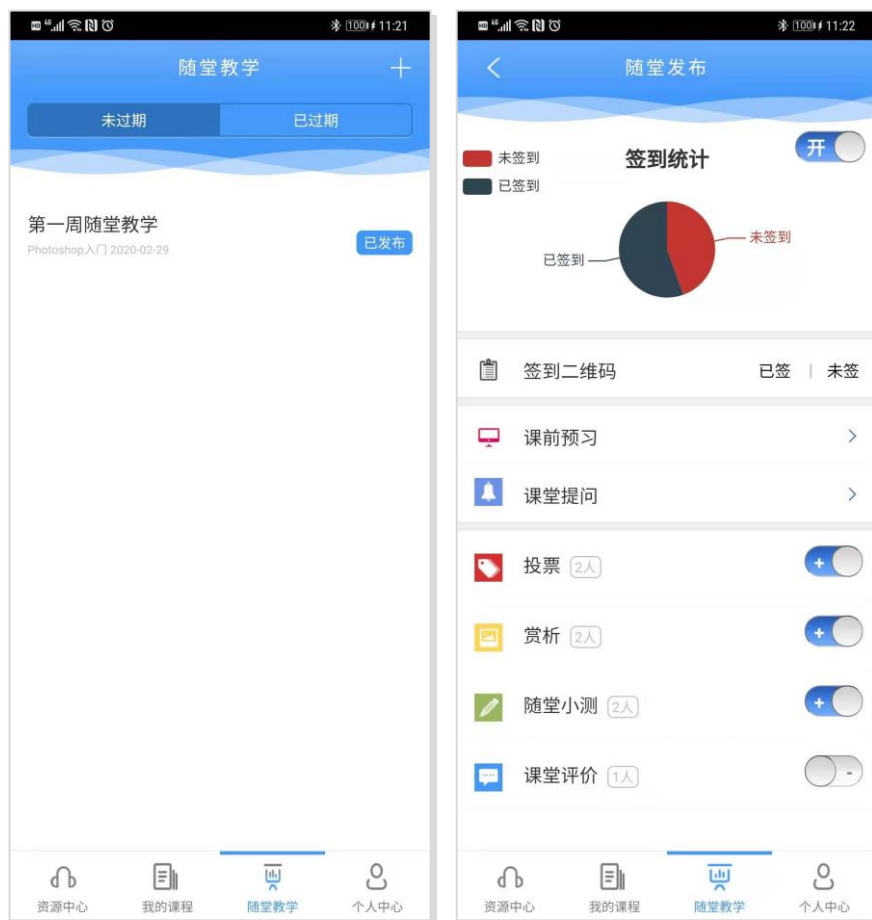 HD 46 100 11:21
随堂教学
未过期 已过期
第一周随堂教学
Photoshop入门 2020-02-29
已发布
资源中心 我的课程 随堂教学 个人中心
HD 46 100 11:22
随堂发布
未签到
已签到
签到统计
开
未签到
已签到
签到二维码 已签 | 未签
课前预习
课堂提问
投票 2人 +
赏析 2人 +
随堂小测 2人 +
课堂评价 1人 -
资源中心 我的课程 随堂教学 个人中心